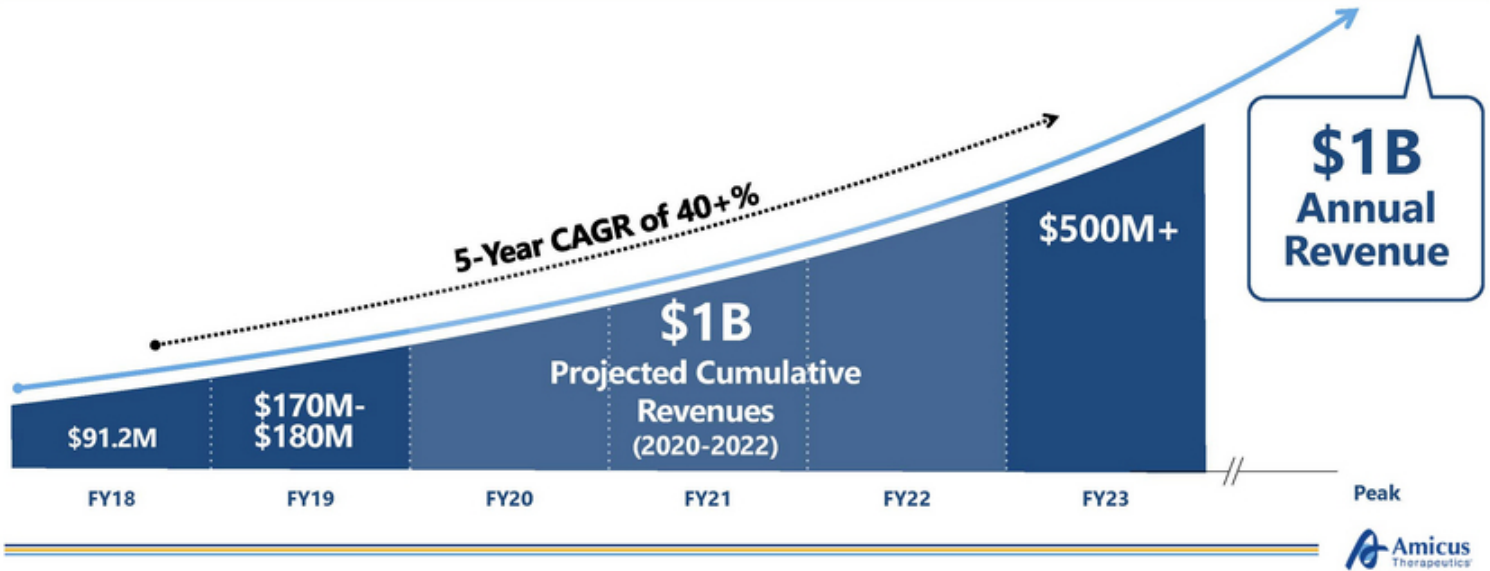 5-Year CAGR of 40+%
$1B
Annual
Revenue
$500M+
$1B
Projected Cumulative
Revenues
(2020-2022)
$170M-
$180M
$91.2M
FY18
FY19
FY20
FY21
FY22
FY23
Peak
Amicus
Therapeutics